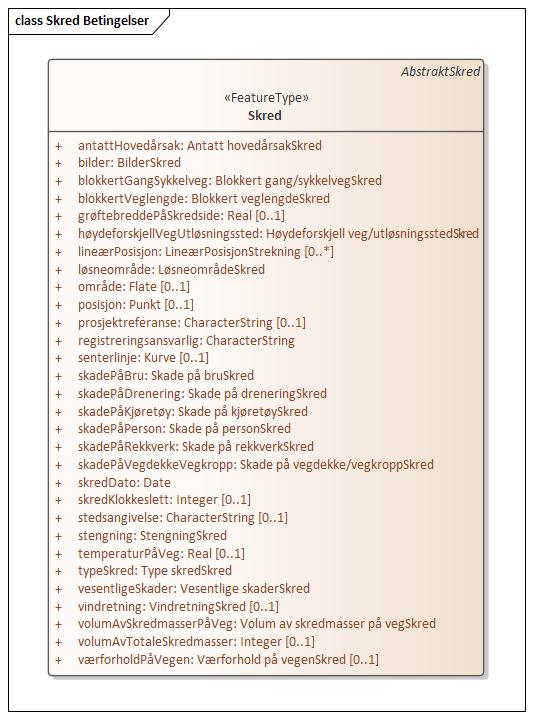 class Skred Betingelser
AbstraktSkred
«FeatureType»
Skred
+ antattHovedårsak: Antatt hovedårsakSkred
+ bilder: BilderSkred
+ blokkertGangSykkelveg: Blokkert gang/sykkelvegSkred
+ blokkertVeglengde: Blokkert veglengdeSkred
+ grøftebreddePåSkredside: Real [0..1]
+ høydeforskjellVegUtløsningssted: Høydeforskjell veg/utløsningsstedSkred
+ lineærPosisjon: LineærPosisjonStrekning [0..*]
+ løsneområde: LøsneområdeSkred
+ område: Flate [0..1]
+ posisjon: Punkt [0..1]
+ prosjektreferanse: CharacterString [0..1]
+ registreringsansvarlig: CharacterString
+ senterlinje: Kurve [0..1]
+ skadePåBru: Skade på bruSkred
+ skadePåDrenering: Skade på dreneringSkred
+ skadePåKjøretøy: Skade på kjøretøySkred
+ skadePåPerson: Skade på personSkred
+ skadePåRekkverk: Skade på rekkverkSkred
+ skadePåVegdekkeVegkropp: Skade på vegdekke/vegkroppSkred
+ skredDato: Date
+ skredKlokkeslett: Integer [0..1]
+ stedsangivelse: CharacterString [0..1]
+ stengning: StengningSkred
+ temperaturPåVeg: Real [0..1]
+ typeSkred: Type skredSkred
+ vesentligeSkader: Vesentlige skaderSkred
+ vindretning: VindretningSkred [0..1]
+ volumAvSkredmasserPåVeg: Volum av skredmasser på vegSkred
+ volumAvTotaleSkredmasser: Integer [0..1]
+ værforholdPåVegen: Værforhold på vegenSkred [0..1]